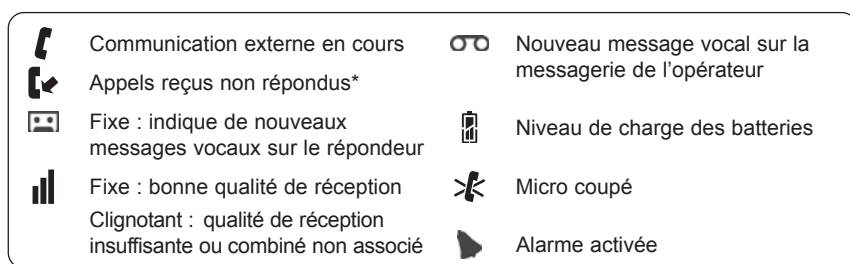 Communication externe en cours
Appels reçus non répondus*
Fixe : indique de nouveaux
messages vocaux sur le répondeur
Fixe : bonne qualité de réception
Clignotant : qualité de réception
insuffisante ou combiné non associé
Nouveau message vocal sur la
messagerie de l'opérateur
Niveau de charge des batteries
Micro coupé
Alarme activée